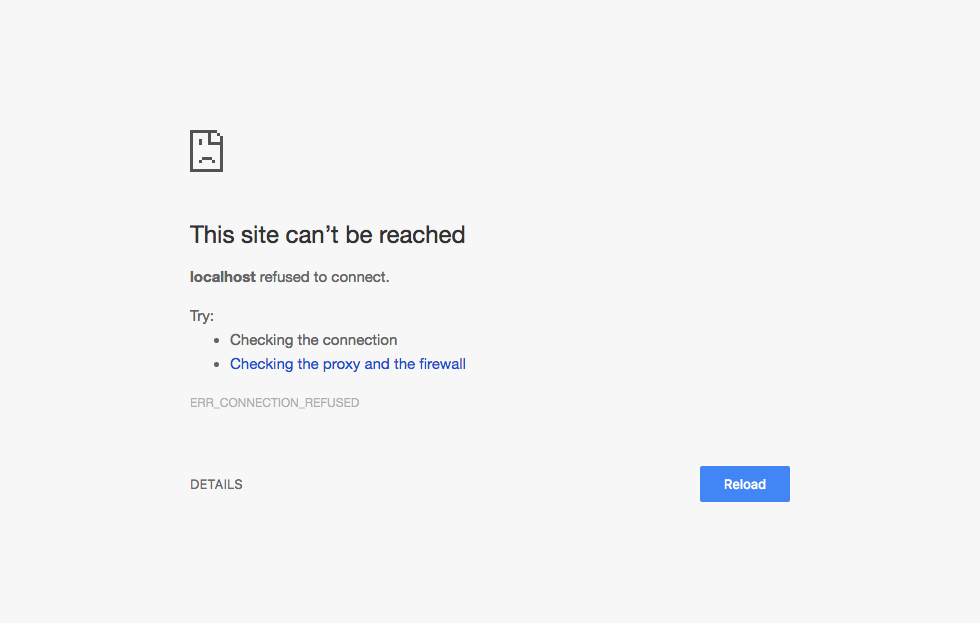 This site can’t be reached
localhost refused to connect.
Try:
• Checking the connection
• Checking the proxy and the firewall
ERR_CONNECTION_REFUSED
DETAILS
Reload